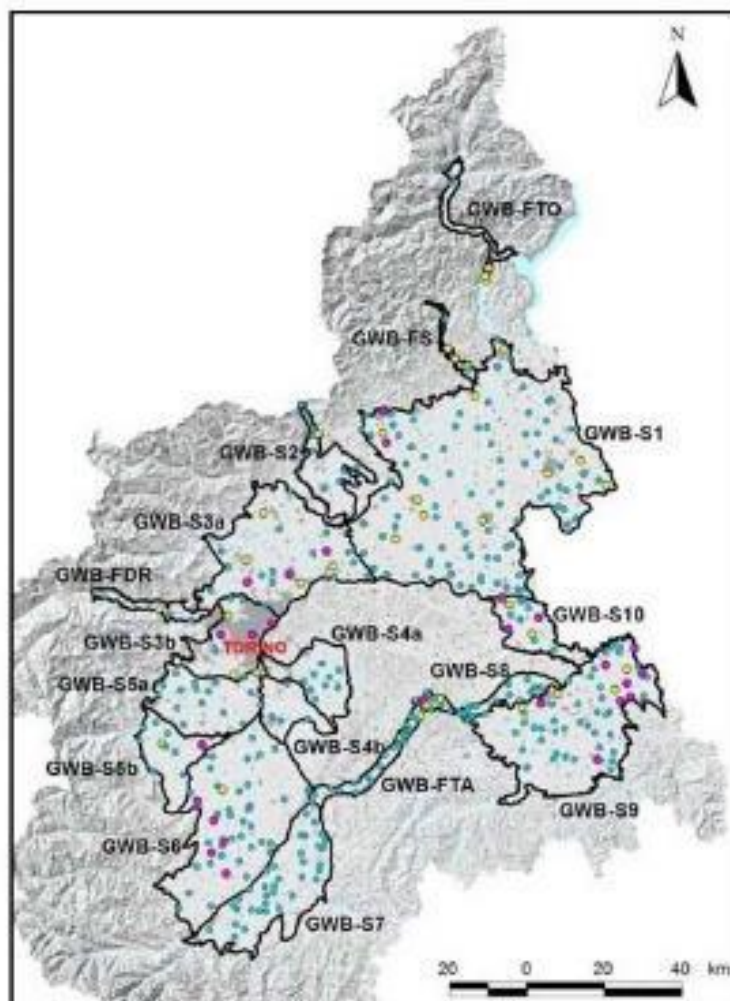 N
GWB-FTO
GWB-FS
GWB-S1
GWB-S2
GWB-S3a
GWB-FDR
GWB-S10
GWB-S3b
TORINO
GWB-S4a
GWB-S8
GWB-S5a
GWB-S4b
GWB-S5b
GWB-FTA
GWB-S9
GWB-S6
GWB-S7
20 0 20 40 km